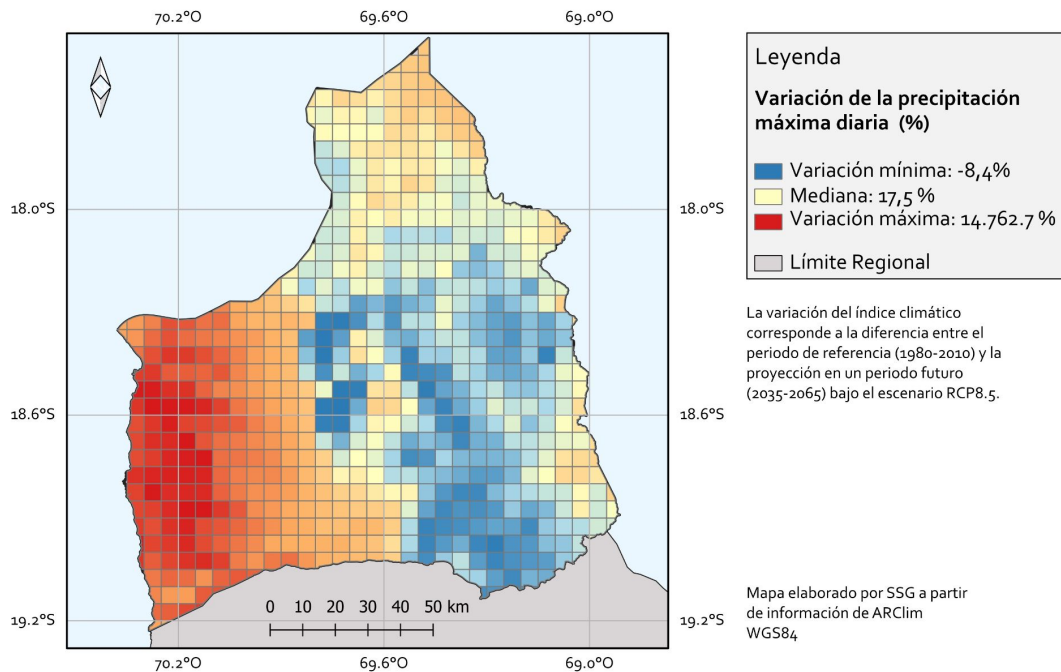 70.2°O 69.6°O 69.0°O
18.0°S 18.0°S
18.6°S 18.6°S
19.2°S 19.2°S
0 10 20 30 40 50 km
70.2°O 69.6°O 69.0°O
Leyenda
Variación de la precipitación
máxima diaria (%)
Variación mínima: -8,4%
Mediana: 17,5 %
Variación máxima: 14.762.7 %
Límite Regional
La variación del índice climático
corresponde a la diferencia entre el
periodo de referencia (1980-2010) y la
proyección en un periodo futuro
(2035-2065) bajo el escenario RCP8.5.
Mapa elaborado por SSG a partir
de información de ARClim
WGS84